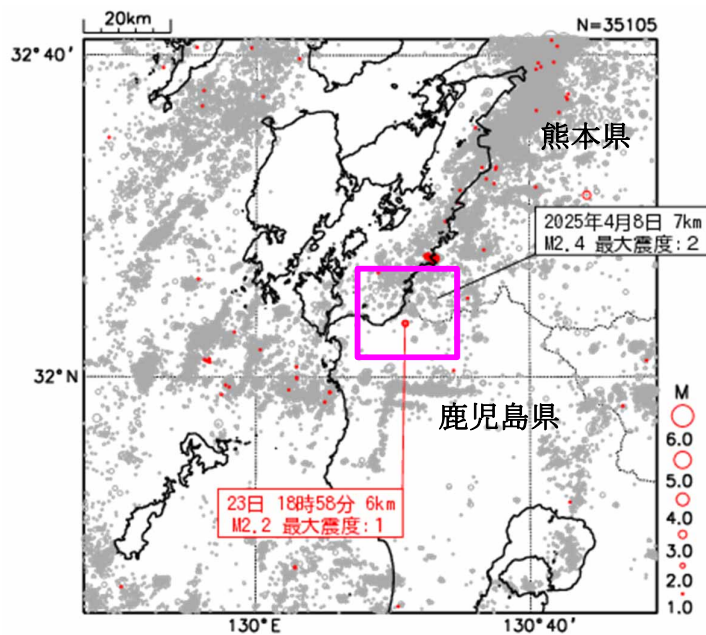 20km
N=35105
32°40'
熊本県
2025年4月8日 7km
M2.4 最大震度:2
32°N
鹿児島県
M
6.0
5.0
4.0
3.0
2.0
1.0
23日 18時58分 6km
M2.2 最大震度:1
130°E
130°40'